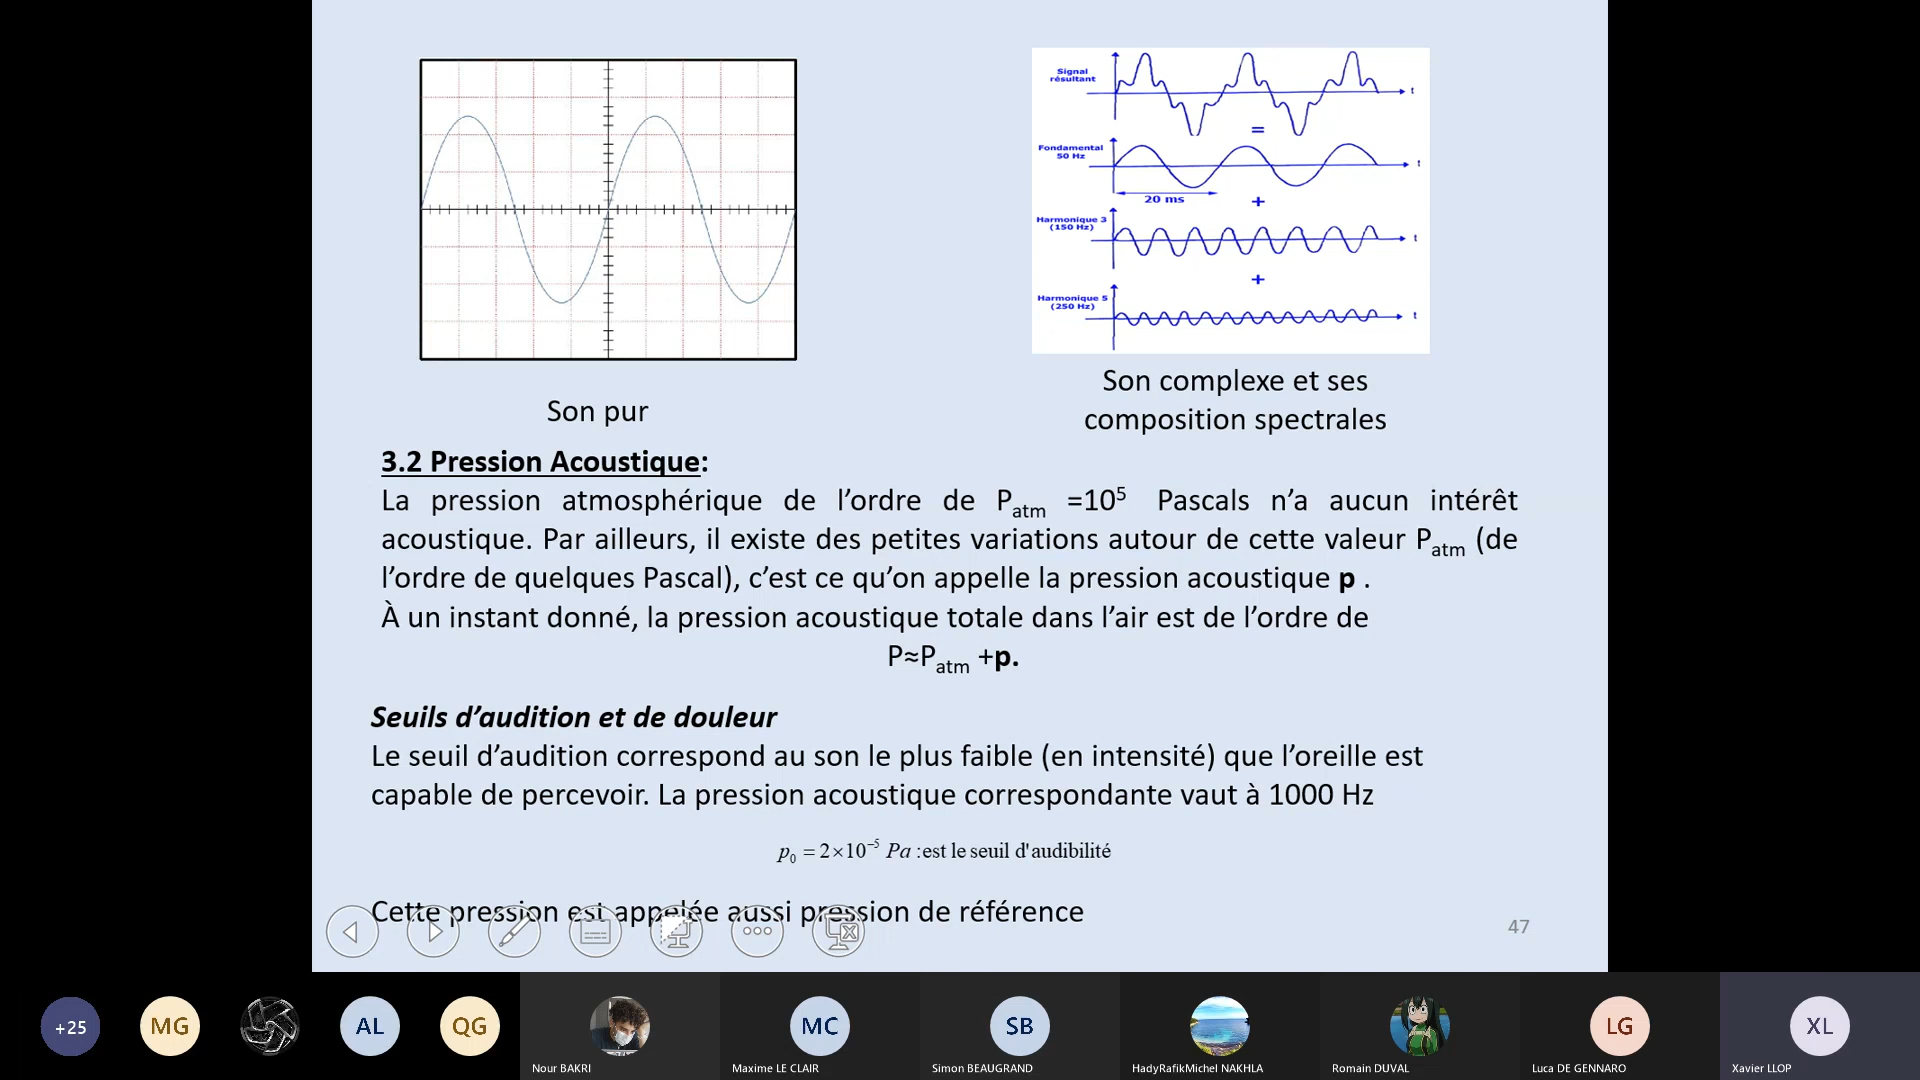 Signal
résultant
t
=
Fondamental
50 Hz
t
20 ms
+
Harmonique 3
(150 Hz)
t
+
Harmonique 5
(250 Hz)
t
Son pur
Son complexe et ses
composition spectrales
3.2 Pression Acoustique:
La pression atmosphérique de l’ordre de Patm =10⁵ Pascals n’a aucun intérêt
acoustique. Par ailleurs, il existe des petites variations autour de cette valeur Patm (de
l’ordre de quelques Pascal), c’est ce qu’on appelle la pression acoustique p .
À un instant donné, la pression acoustique totale dans l’air est de l’ordre de
P≈Patm +p.
Seuils d’audition et de douleur
Le seuil d’audition correspond au son le plus faible (en intensité) que l’oreille est
capable de percevoir. La pression acoustique correspondante vaut à 1000 Hz
p₀ = 2×10⁻⁵ Pa :est le seuil d'audibilité
Cette pression est appelée aussi pression de référence
47
+25
MG
AL
QG
MC
SB
LG
XL
Nour BAKRI
Maxime LE CLAIR
Simon BEAUGRAND
HadyRafikMichel NAKHLA
Romain DUVAL
Luca DE GENNARO
Xavier LLOP